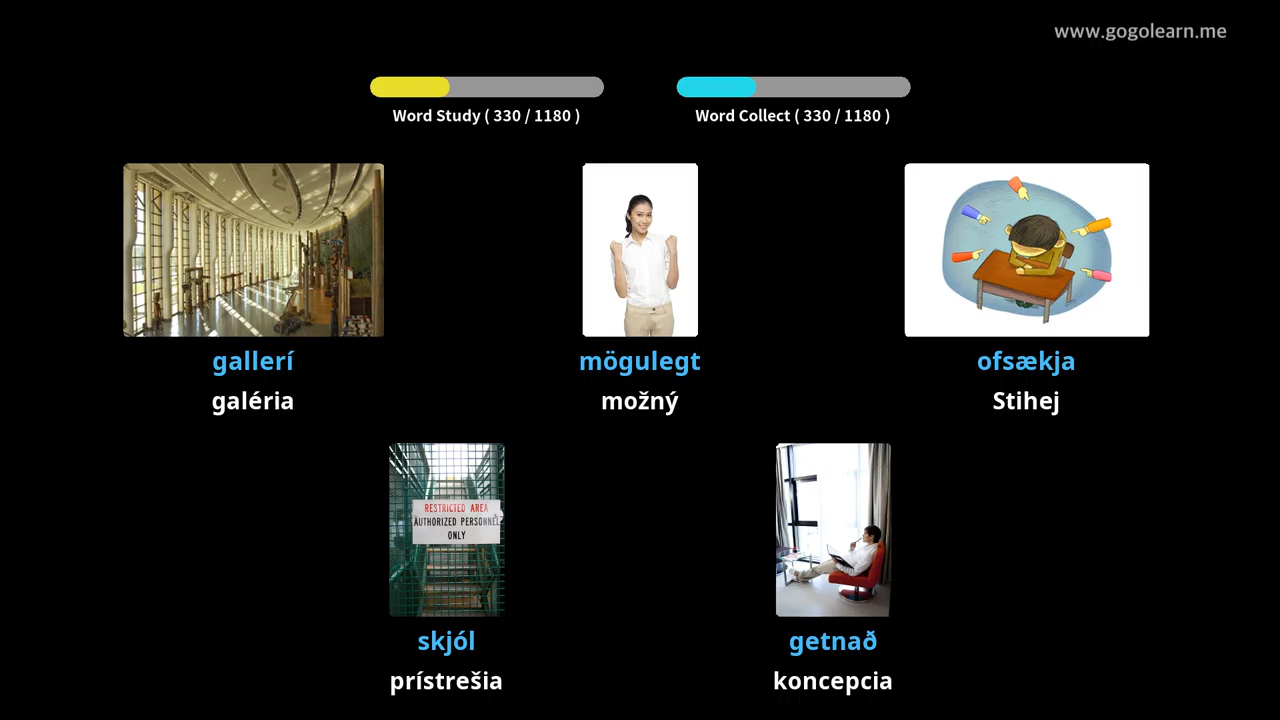 www.gogolearn.me
Word Study ( 330 / 1180 )
Word Collect ( 330 / 1180 )
gallerí
mögulegt
ofsækja
galéria
možný
Stihej
RESTRICTED AREA
AUTHORIZED PERSONNEL
ONLY
skjól
getnað
prístrešia
koncepcia